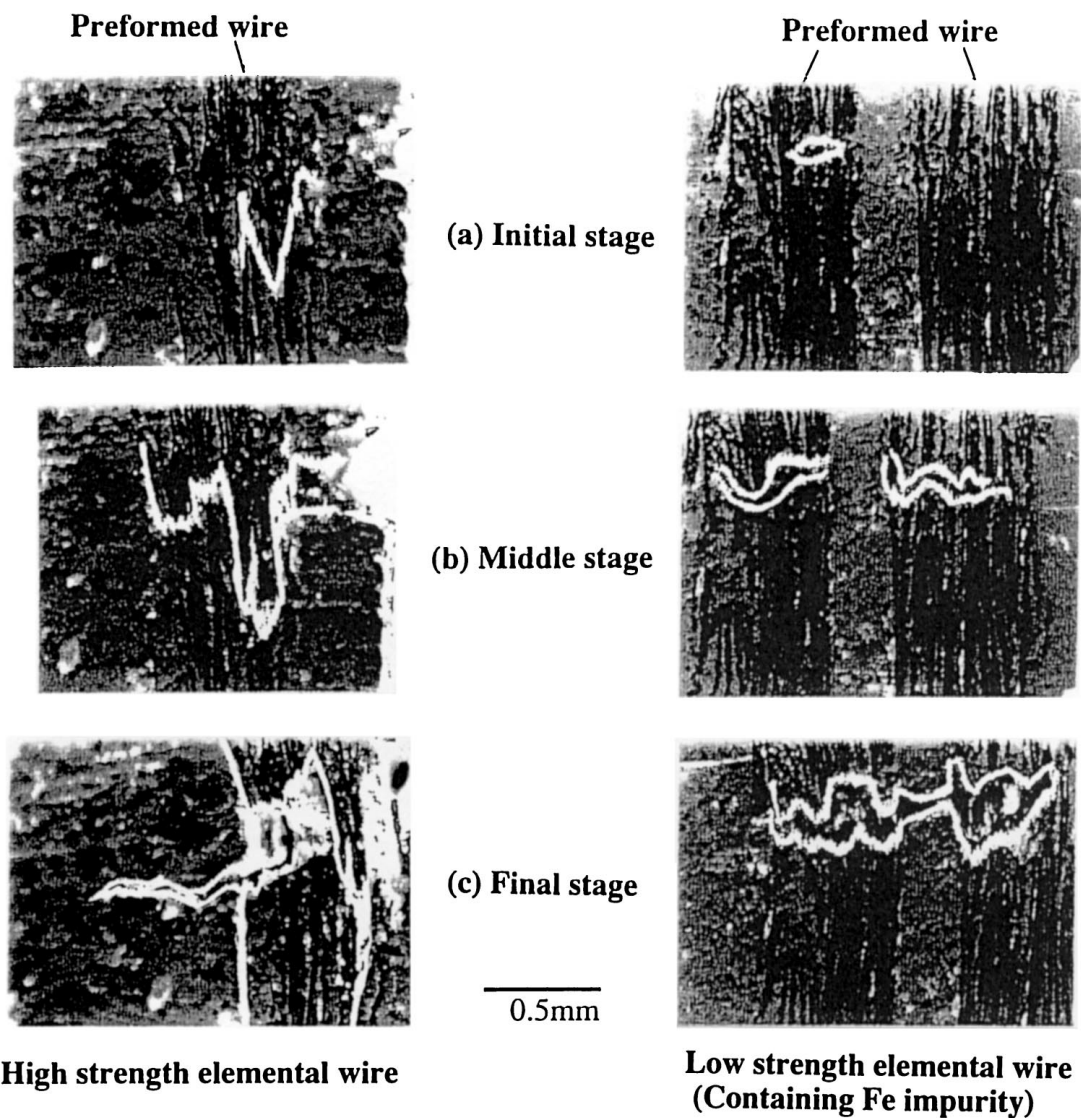 Preformed wire
Preformed wire
(a) Initial stage
(b) Middle stage
(c) Final stage
0.5mm
High strength elemental wire
Low strength elemental wire
(Containing Fe impurity)